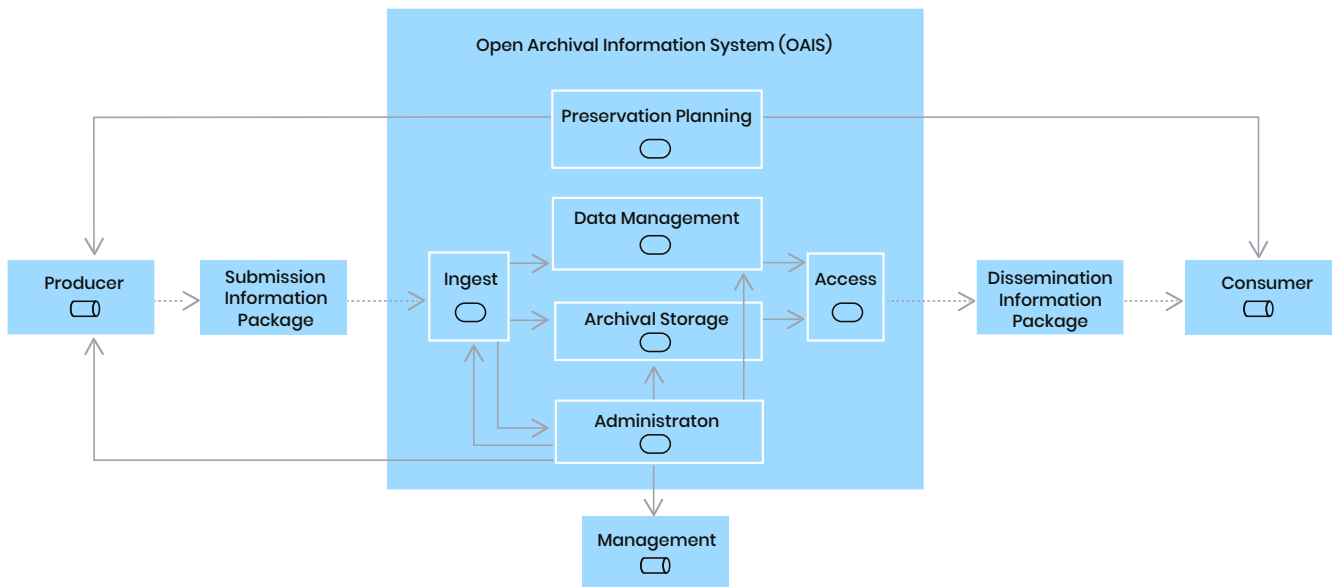 Open Archival Information System (OAIS)
Preservation Planning
Data Management
Producer
Submission
Information
Package
Ingest
Archival Storage
Access
Dissemination
Information
Package
Consumer
Administraton
Management